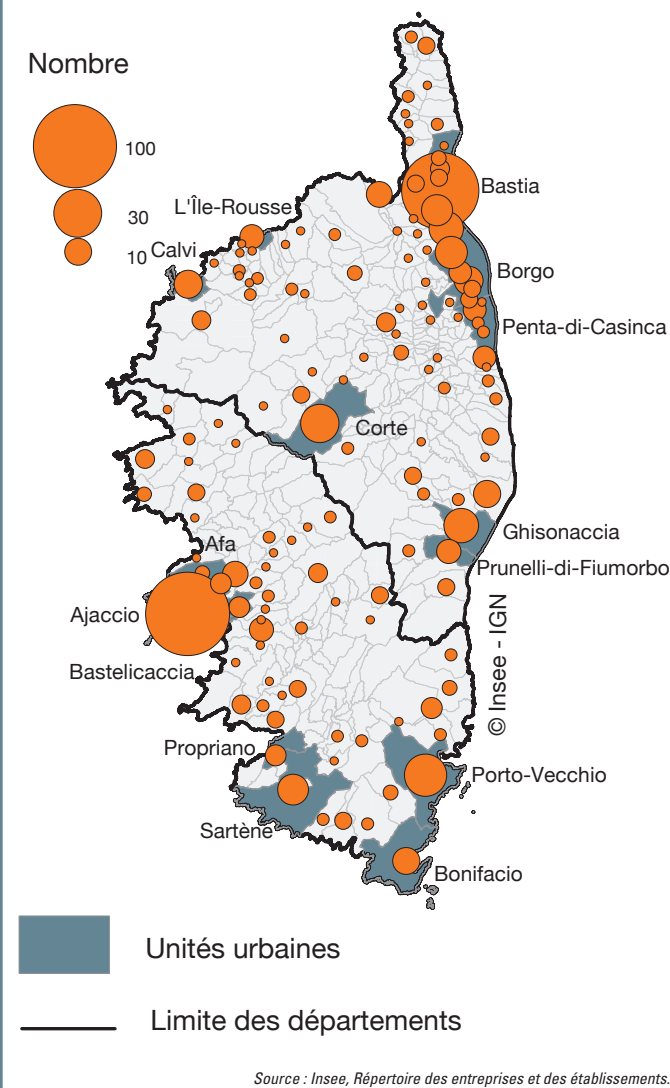 Nombre
100
30
10
Bastia
L'Île-Rousse
Calvi
Borgo
Penta-di-Casinca
Corte
Ghisonaccia
Afa
Prunelli-di-Fiumorbo
Ajaccio
© Insee - IGN
Bastelicaccia
Propriano
Porto-Vecchio
Sartène
Bonifacio
Unités urbaines
Limite des départements
Source : Insee, Répertoire des entreprises et des établissements.